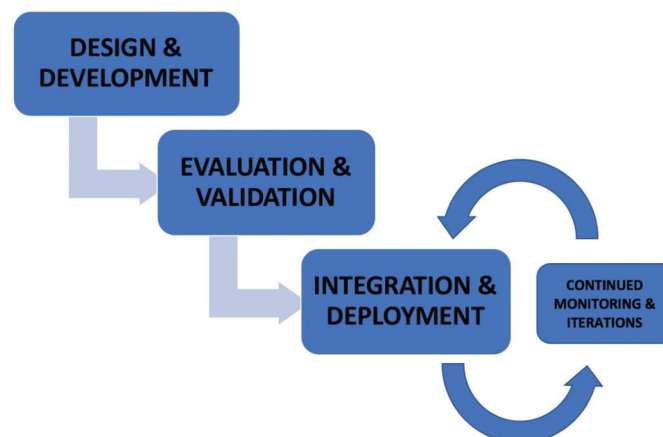 DESIGN &
DEVELOPMENT
EVALUATION &
VALIDATION
INTEGRATION &
DEPLOYMENT
CONTINUED
MONITORING &
ITERATIONS